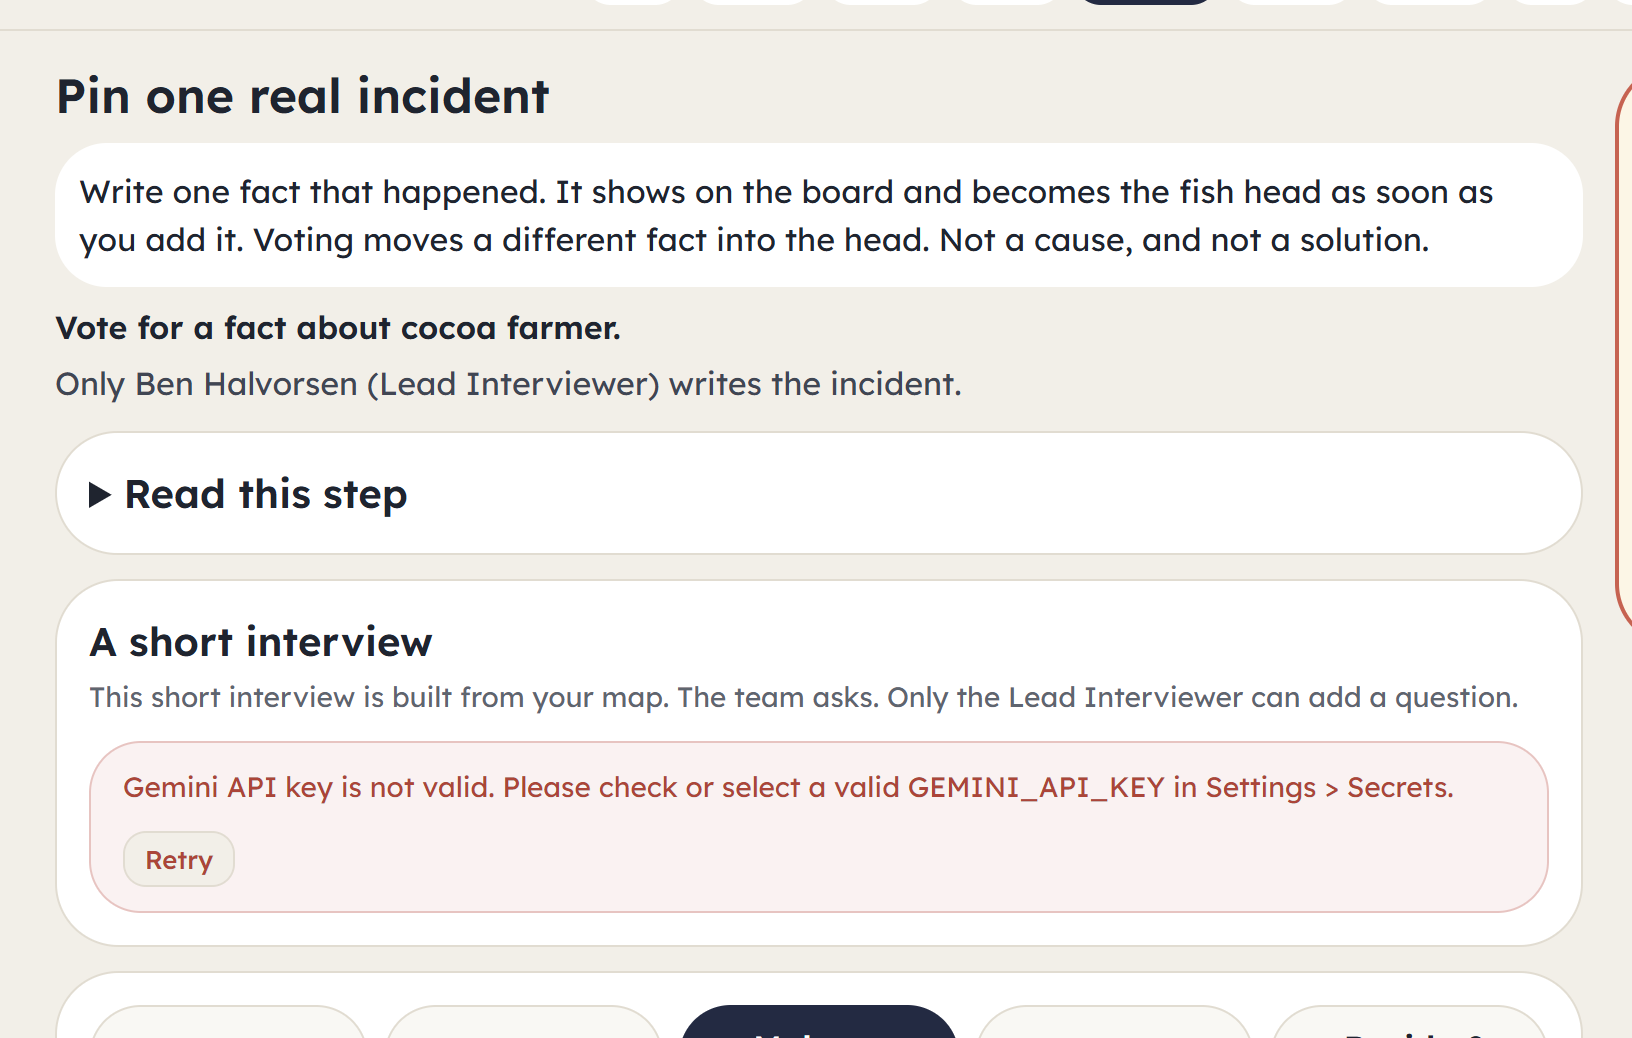 Pin one real incident
Write one fact that happened. It shows on the board and becomes the fish head as soon as
you add it. Voting moves a different fact into the head. Not a cause, and not a solution.
Vote for a fact about cocoa farmer.
Only Ben Halvorsen (Lead Interviewer) writes the incident.
Read this step
A short interview
This short interview is built from your map. The team asks. Only the Lead Interviewer can add a question.
Gemini API key is not valid. Please check or select a valid GEMINI_API_KEY in Settings > Secrets.
Retry